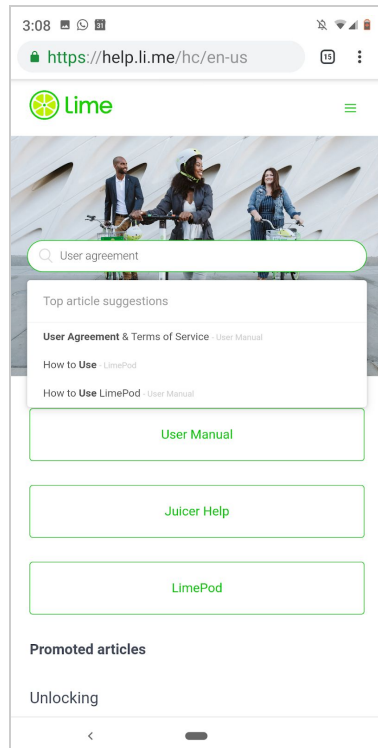 3:08
31
https://help.li.me/hc/en-us
15
Lime
User agreement
Top article suggestions
User Agreement & Terms of Service - User Manual
How to Use - LimePod
How to Use LimePod - User Manual
User Manual
Juicer Help
LimePod
Promoted articles
Unlocking